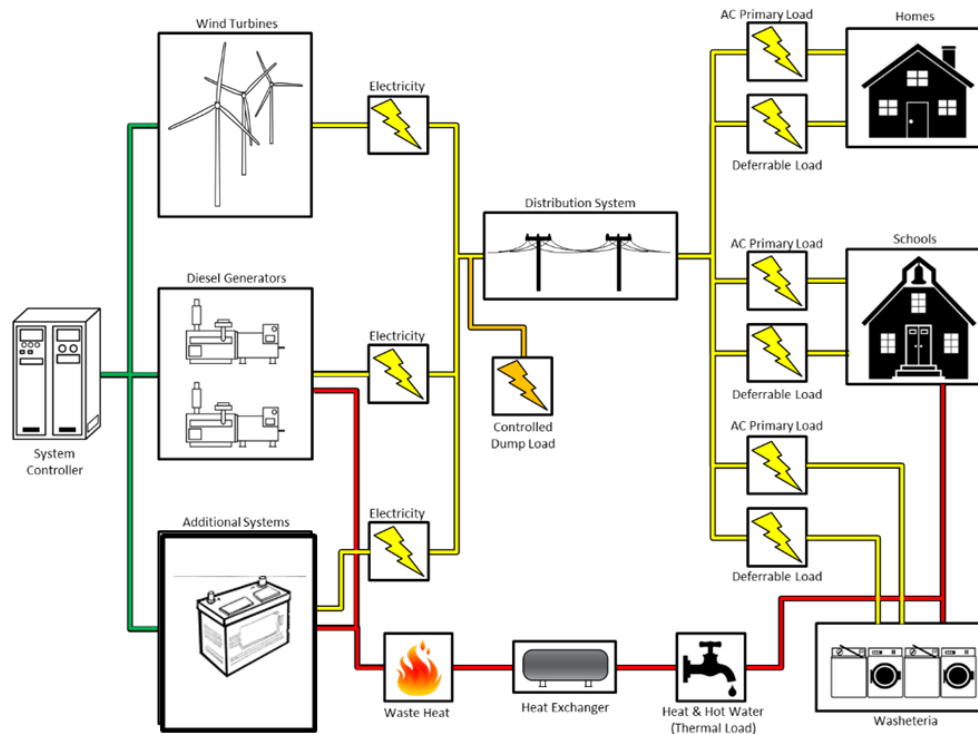 Wind Turbines
AC Primary Load
Homes
Electricity
Deferrable Load
Distribution System
AC Primary Load
Schools
Diesel Generators
Electricity
Deferrable Load
Controlled
Dump Load
System
Controller
AC Primary Load
Additional Systems
Electricity
Deferrable Load
Waste Heat
Heat Exchanger
Heat & Hot Water
(Thermal Load)
Washeteria